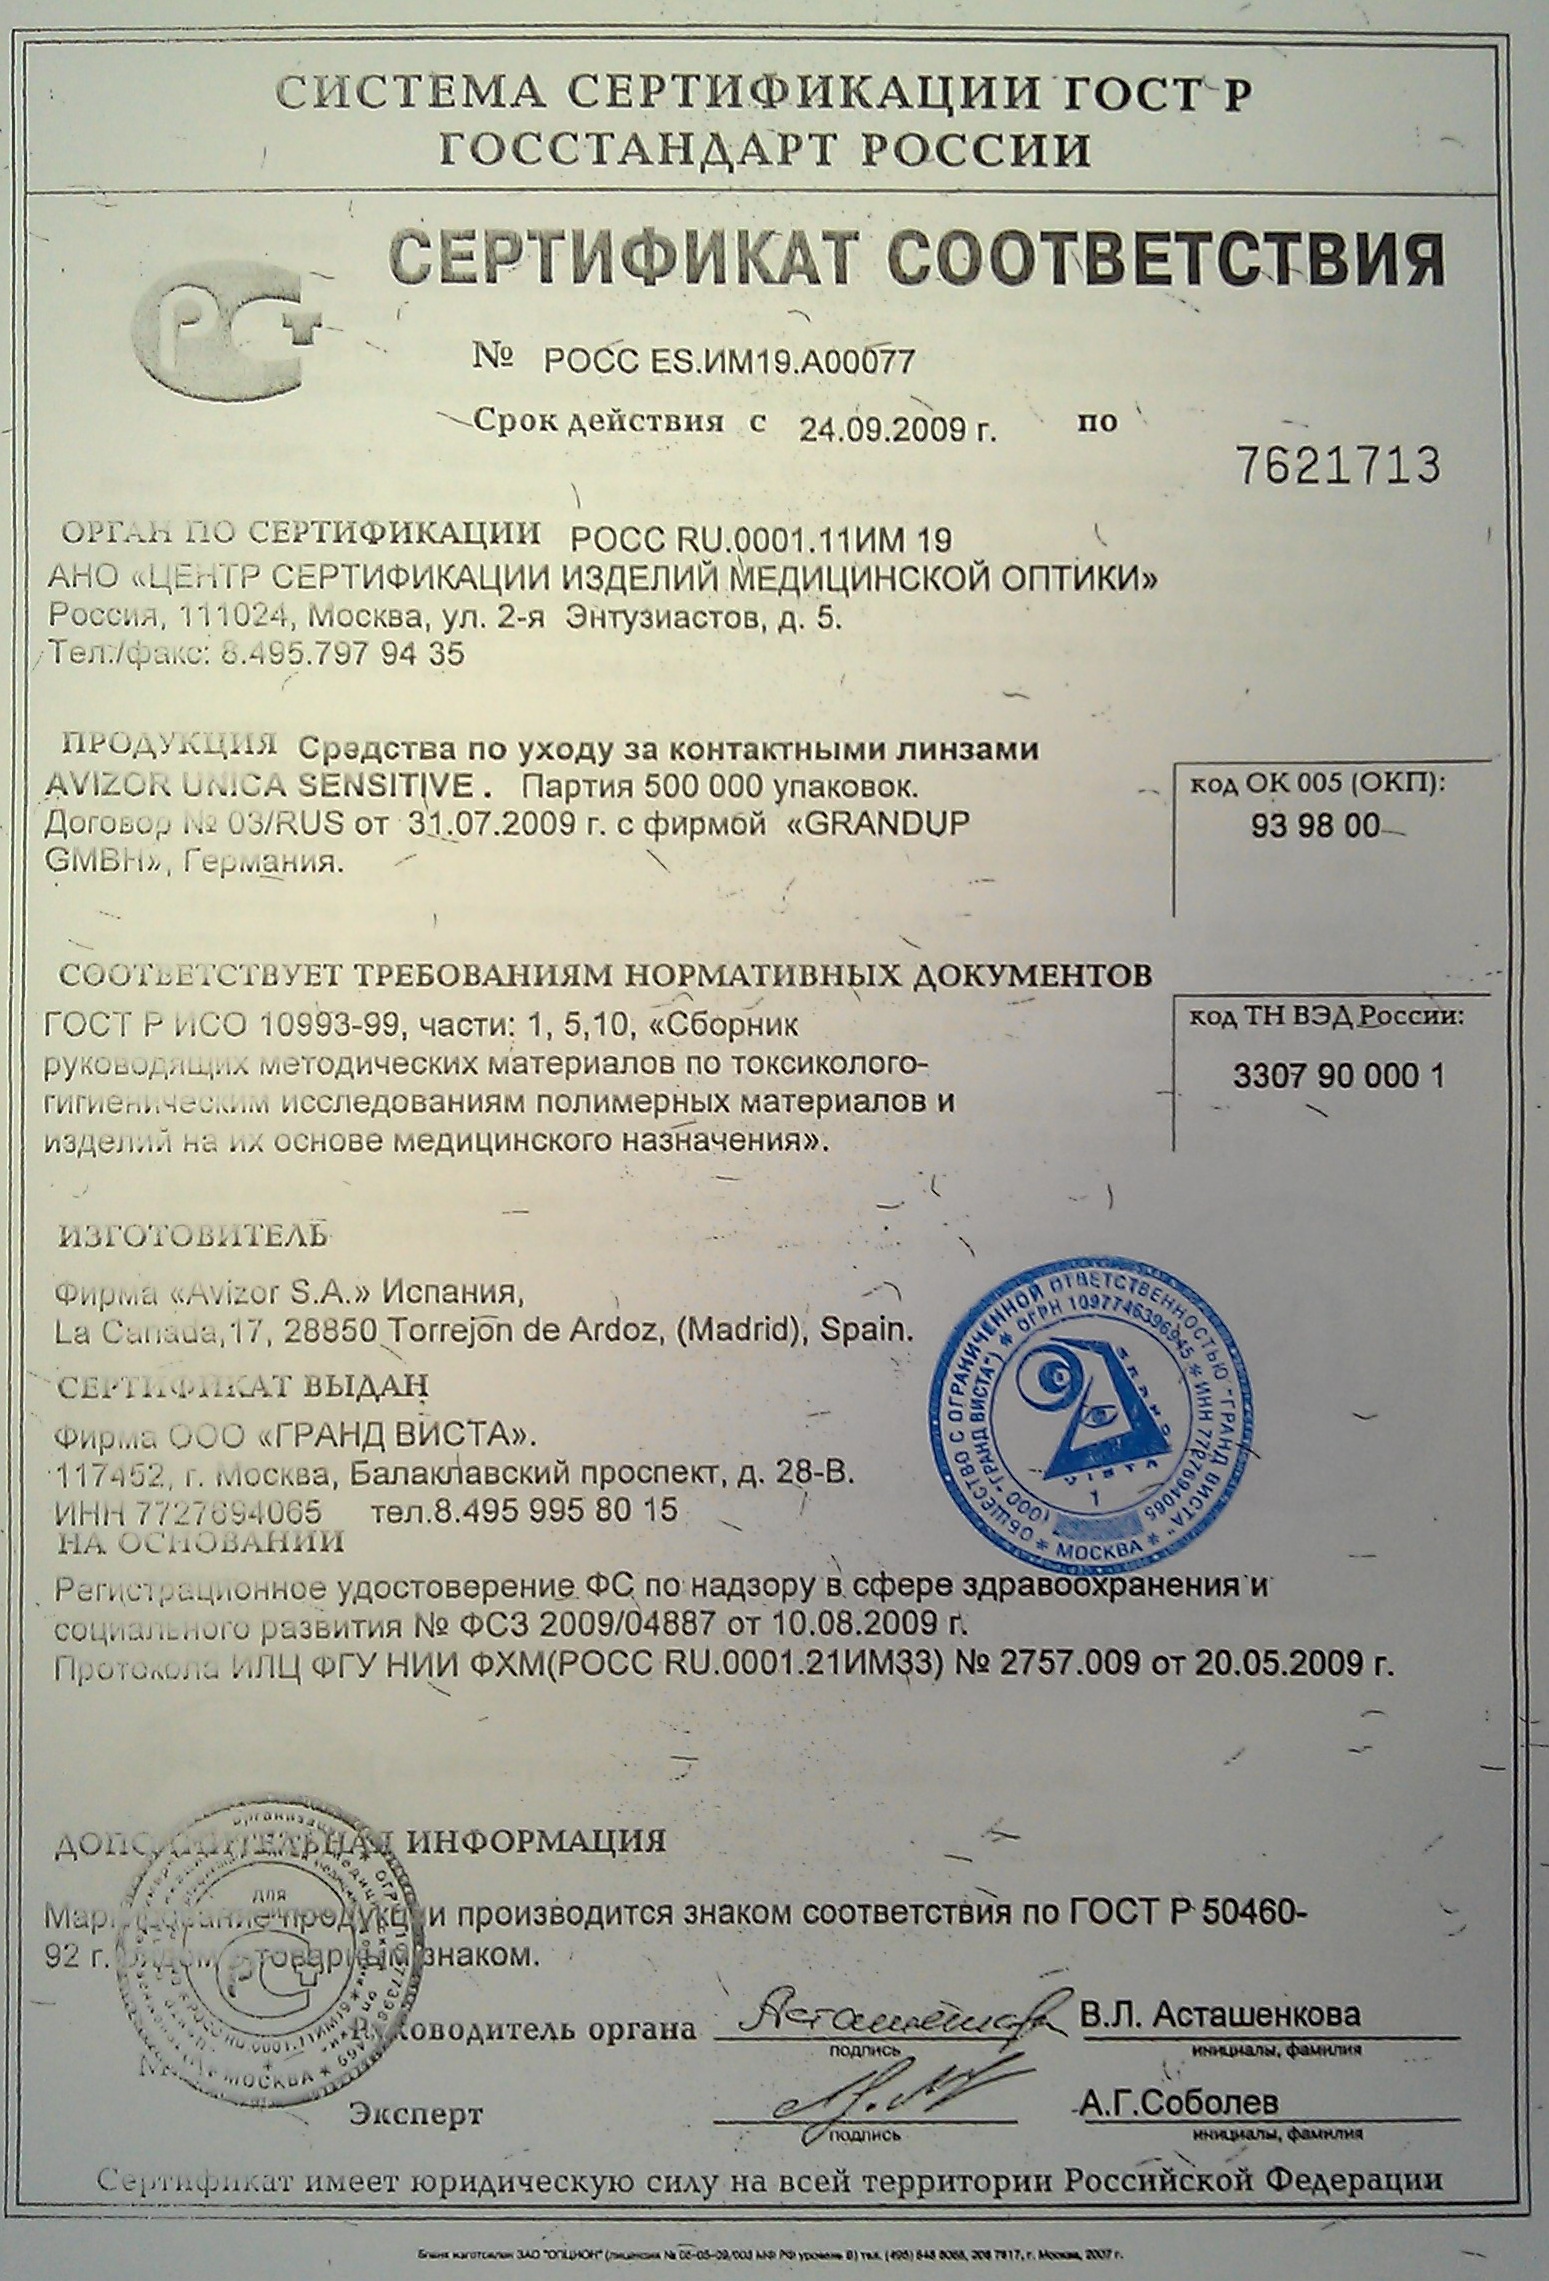 СИСТЕМА СЕРТИФИКАЦИИ ГОСТ Р
ГОССТАНДАРТ РОССИИ
СЕРТИФИКАТ СООТВЕТСТВИЯ
№ РОСС ES.ИМ19.А00077
Срок действия с 24.09.2009 г. по
7621713
ОРГАН ПО СЕРТИФИКАЦИИ РОСС RU.0001.11ИМ 19
АНО «ЦЕНТР СЕРТИФИКАЦИИ ИЗДЕЛИЙ МЕДИЦИНСКОЙ ОПТИКИ»
Россия, 111024, Москва, ул. 2-я Энтузиастов, д. 5.
Тел./факс: 8.495.797 94 35
ПРОДУКЦИЯ Средства по уходу за контактными линзами
AVIZOR UNICA SENSITIVE . Партия 500 000 упаковок.
Договор № 03/RUS от 31.07.2009 г. с фирмой «GRANDUP
GMBH», Германия.
код ОК 005 (ОКП):
93 98 00
СООТВЕТСТВУЕТ ТРЕБОВАНИЯМ НОРМАТИВНЫХ ДОКУМЕНТОВ
ГОСТ Р ИСО 10993-99, части: 1, 5,10, «Сборник
руководящих методических материалов по токсиколого-
гигиеническим исследованиям полимерных материалов и
изделий на их основе медицинского назначения».
код ТН ВЭД России:
3307 90 000 1
ИЗГОТОВИТЕЛЬ
Фирма «Avizor S.A.» Испания,
La Canada,17, 28850 Torrejon de Ardoz, (Madrid), Spain.
СЕРТИФИКАТ ВЫДАН
Фирма ООО «ГРАНД ВИСТА».
117452, г. Москва, Балаклавский проспект, д. 28-В.
ИНН 7727694065 тел.8.495 995 80 15
ОБЩЕСТВО С ОГРАНИЧЕННОЙ ОТВЕТСТВЕННОСТЬЮ "ГРАНД ВИСТА" * МОСКВА *
(ООО "ГРАНД ВИСТА") * ОГРН 1097746396945 * ИНН 7727694065
GRAND
VISTA
1
НА ОСНОВАНИИ
Регистрационное удостоверение ФС по надзору в сфере здравоохранения и
социального развития № ФСЗ 2009/04887 от 10.08.2009 г.
Протокола ИЛЦ ФГУ НИИ ФХМ(РОСС RU.0001.21ИМ33) № 2757.009 от 20.05.2009 г.
ДОПОЛНИТЕЛЬНАЯ ИНФОРМАЦИЯ
Маркирование продукции производится знаком соответствия по ГОСТ Р 50460-
92 г. рядом с товарным знаком.
для
МОСКВА
Руководитель органа В.Л. Асташенкова
подпись инициалы, фамилия
Эксперт А.Г.Соболев
подпись инициалы, фамилия
Сертификат имеет юридическую силу на всей территории Российской Федерации
Бланк изготовлен ЗАО "ОПЦИОН" (лицензия № 05-05-09/003 МФ РФ уровень В) тел. (495) 648 6068, 208 7617, г. Москва, 2007 г.